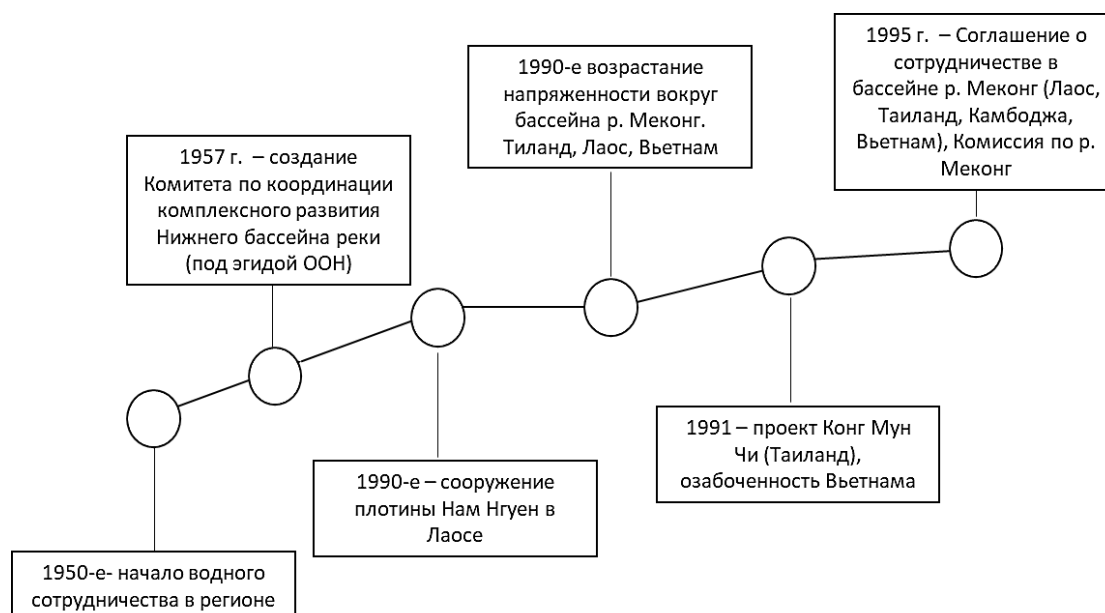 1950-е- начало водного
сотрудничества в регионе
1957 г. – создание
Комитета по координации
комплексного развития
Нижнего бассейна реки
(под эгидой ООН)
1990-е – сооружение
плотины Нам Нгуен в
Лаосе
1990-е возрастание
напряженности вокруг
бассейна р. Меконг.
Тиланд, Лаос, Вьетнам
1991 – проект Конг Мун
Чи (Таиланд),
озабоченность Вьетнама
1995 г. – Соглашение о
сотрудничестве в
бассейне р. Меконг (Лаос,
Таиланд, Камбоджа,
Вьетнам), Комиссия по р.
Меконг